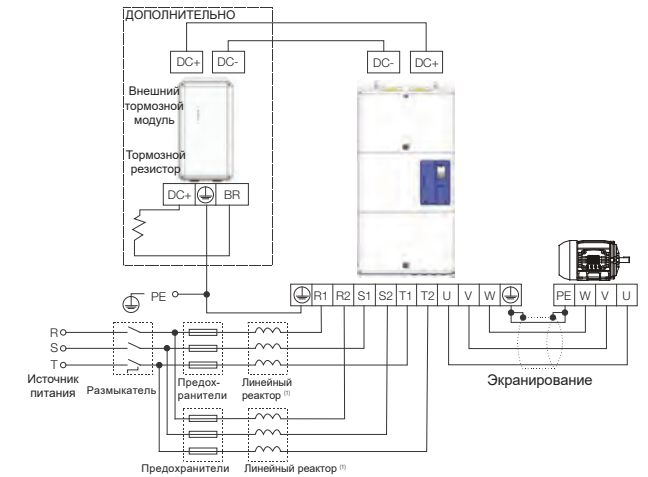 ДОПОЛНИТЕЛЬНО
DC+ DC- DC- DC+
Внешний
тормозной
модуль
Тормозной
резистор
DC+ BR
PE
R1 R2 S1 S2 T1 T2 U V W
PE W V U
R
S
T
Источник
питания
Размыкатель
Предох-
ранители
Линейный
реактор (1)
Экранирование
Предохранители
Линейный реактор (1)